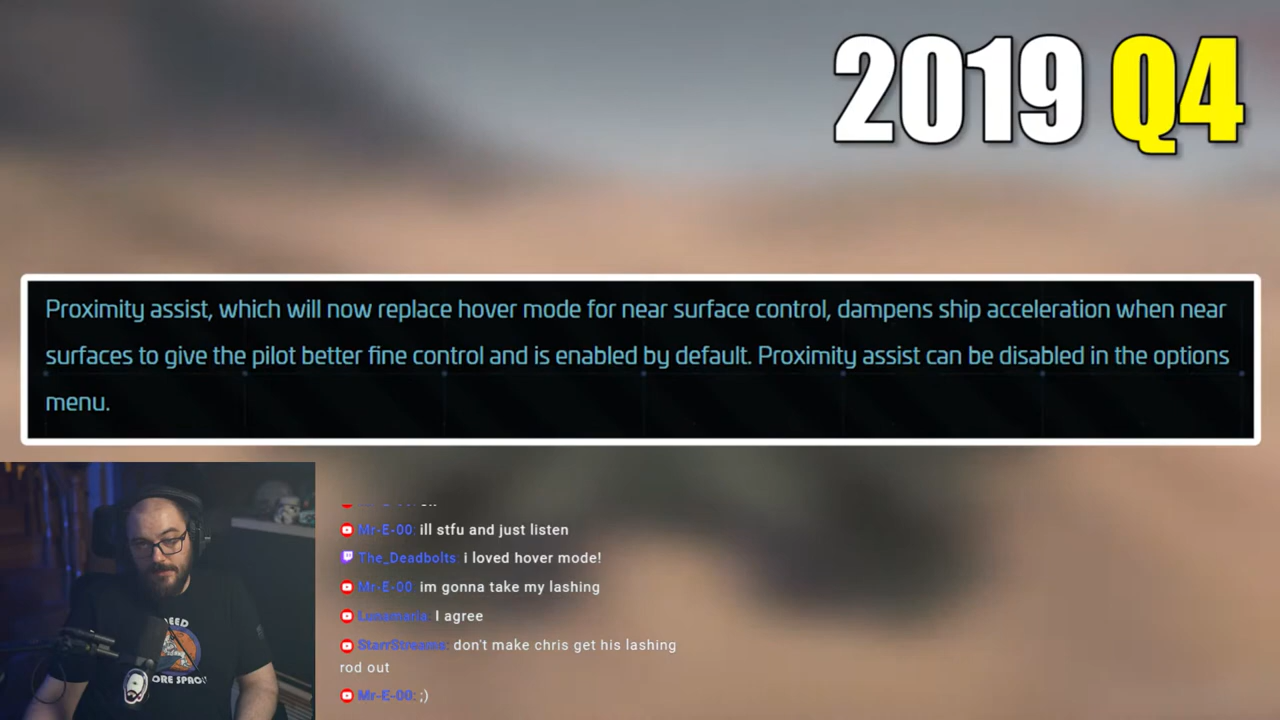 2019 Q4
Proximity assist, which will now replace hover mode for near surface control, dampens ship acceleration when near
surfaces to give the pilot better fine control and is enabled by default. Proximity assist can be disabled in the options
menu.
Mr-E-00: ill stfu and just listen
The_Deadbolts: i loved hover mode!
Mr-E-00: im gonna take my lashing
I agree
StarrStreams: don't make chris get his lashing
rod out
Mr-E-00: ;)
ORE SPAC